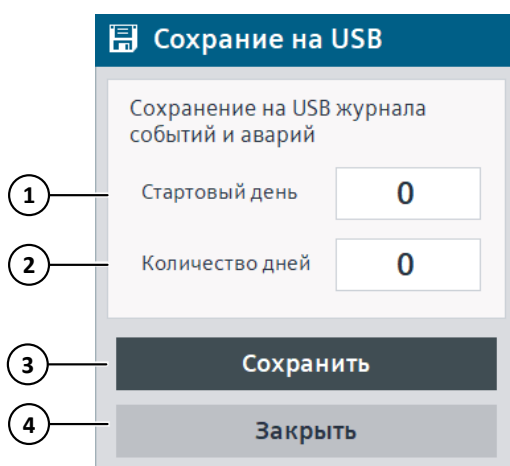 Сохрание на USB
Сохранение на USB журнала
событий и аварий
1 Стартовый день 0
2 Количество дней 0
3 Сохранить
4 Закрыть